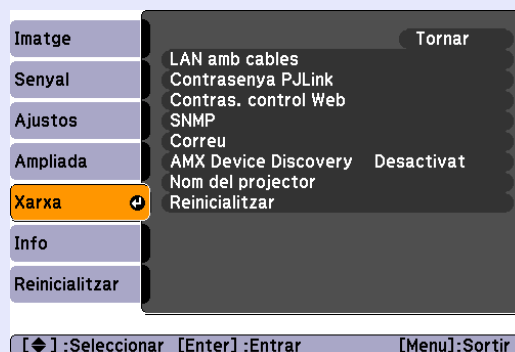 Imatge
Senyal
Ajustos
Ampliada
Xarxa
Info
Reinicialitzar
Tornar
LAN amb cables
Contrasenya PJLink
Contras. control Web
SNMP
Correu
AMX Device Discovery Desactivat
Nom del projector
Reinicialitzar
[◆] :Seleccionar [Enter] :Entrar [Menu]:Sortir